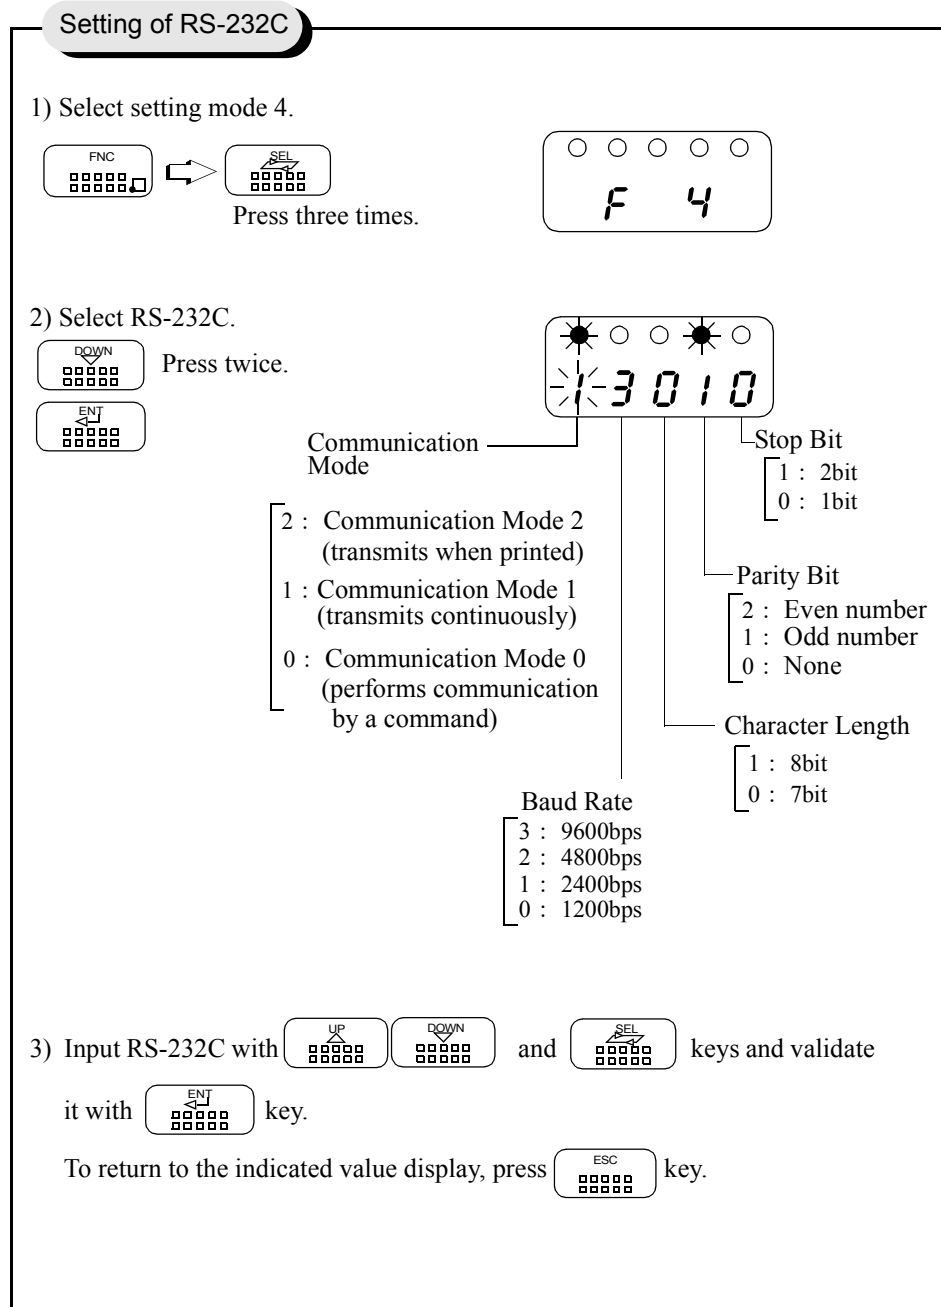 Setting of RS-232C
1) Select setting mode 4.
FNC
SEL
Press three times.
F 4
2) Select RS-232C.
DOWN
Press twice.
ENT
1 3 0 1 0
Communication
Mode
2 : Communication Mode 2
(transmits when printed)
1 : Communication Mode 1
(transmits continuously)
0 : Communication Mode 0
(performs communication
by a command)
Stop Bit
1 : 2bit
0 : 1bit
Parity Bit
2 : Even number
1 : Odd number
0 : None
Character Length
1 : 8bit
0 : 7bit
Baud Rate
3 : 9600bps
2 : 4800bps
1 : 2400bps
0 : 1200bps
3) Input RS-232C with UP DOWN and SEL keys and validate
it with ENT key.
To return to the indicated value display, press ESC key.